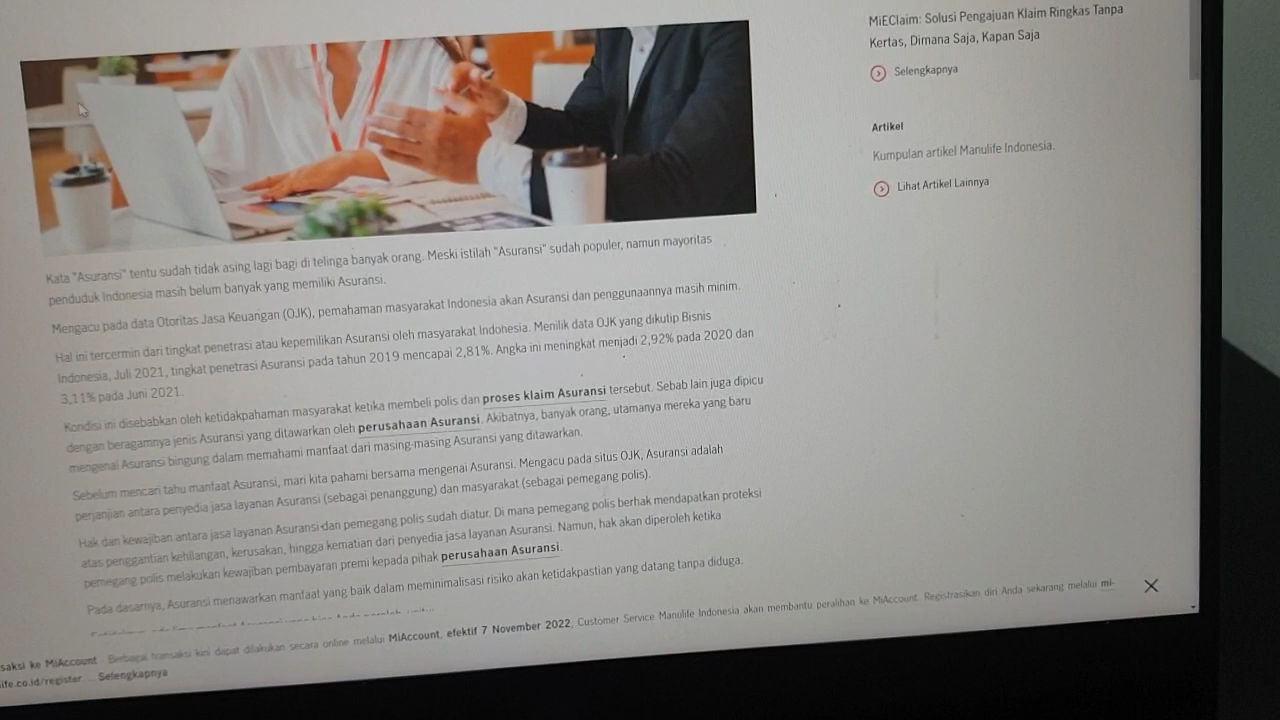 MiEClaim: Solusi Pengajuan Klaim Ringkas Tanpa
Kertas, Dimana Saja, Kapan Saja
Selengkapnya
Artikel
Kumpulan artikel Manulife Indonesia.
Lihat Artikel Lainnya
Kata "Asuransi" tentu sudah tidak asing lagi bagi di telinga banyak orang. Meski istilah "Asuransi" sudah populer, namun mayoritas
penduduk Indonesia masih belum banyak yang memiliki Asuransi.
Mengacu pada data Otoritas Jasa Keuangan (OJK), pemahaman masyarakat Indonesia akan Asuransi dan penggunaannya masih minim.
Hal ini tercermin dari tingkat penetrasi atau kepemilikan Asuransi oleh masyarakat Indonesia. Menilik data OJK yang dikutip Bisnis
Indonesia, Juli 2021, tingkat penetrasi Asuransi pada tahun 2019 mencapai 2,81%. Angka ini meningkat menjadi 2,92% pada 2020 dan
3,11% pada Juni 2021.
Kondisi ini disebabkan oleh ketidakpahaman masyarakat ketika membeli polis dan proses klaim Asuransi tersebut. Sebab lain juga dipicu
dengan beragamnya jenis Asuransi yang ditawarkan oleh perusahaan Asuransi. Akibatnya, banyak orang, utamanya mereka yang baru
mengenal Asuransi bingung dalam memahami manfaat dari masing-masing Asuransi yang ditawarkan.
Sebelum mencari tahu manfaat Asuransi, mari kita pahami bersama mengenai Asuransi. Mengacu pada situs OJK, Asuransi adalah
perjanjian antara penyedia jasa layanan Asuransi (sebagai penanggung) dan masyarakat (sebagai pemegang polis).
Hak dan kewajiban antara jasa layanan Asuransi dan pemegang polis sudah diatur. Di mana pemegang polis berhak mendapatkan proteksi
atas penggantian kehilangan, kerusakan, hingga kematian dari penyedia jasa layanan Asuransi. Namun, hak akan diperoleh ketika
pemegang polis melakukan kewajiban pembayaran premi kepada pihak perusahaan Asuransi.
Pada dasarnya, Asuransi menawarkan manfaat yang baik dalam meminimalisasi risiko akan ketidakpastian yang datang tanpa diduga.
saksi ke MiAccount Berbagai transaksi kini dapat dilakukan secara online melalui MiAccount, efektif 7 November 2022, Customer Service Manulife Indonesia akan membantu peralihan ke MiAccount. Registrasikan diri Anda sekarang melalui mi-
ife.co.id/register ... Selengkapnya